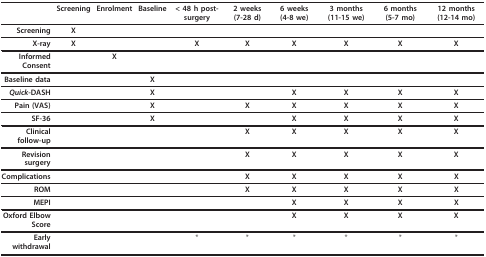 Screening Enrolment Baseline < 48 h post-surgery 2 weeks (7-28 d) 6 weeks (4-8 we) 3 months (11-15 we) 6 months (5-7 mo) 12 months (12-14 mo)
Screening X
X-ray X X X X X X X
Informed Consent X
Baseline data X
Quick-DASH X X X X X
Pain (VAS) X X X X X X
SF-36 X X X X X
Clinical follow-up X X X X X
Revision surgery X X X X X
Complications X X X X X
ROM X X X X X
MEPI X X X X
Oxford Elbow Score X X X X
Early withdrawal * * * * * *